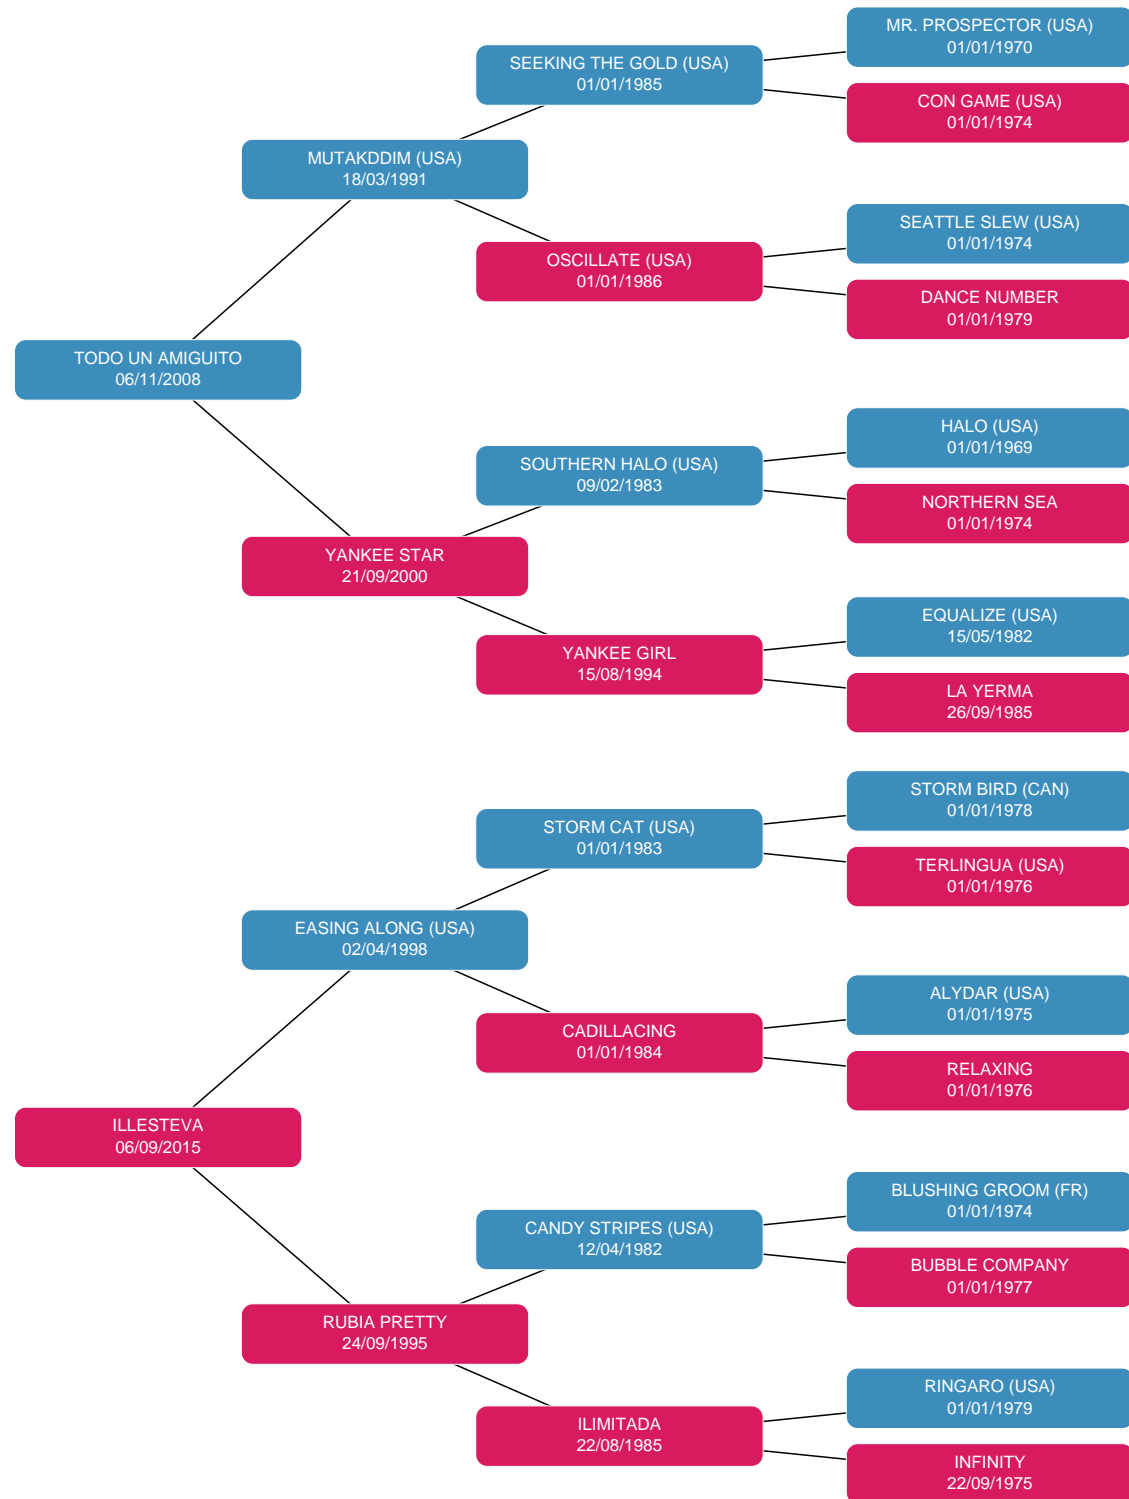 MR. PROSPECTOR (USA)
01/01/1970
SEEKING THE GOLD (USA)
01/01/1985
CON GAME (USA)
01/01/1974
MUTAKDDIM (USA)
18/03/1991
SEATTLE SLEW (USA)
01/01/1974
OSCILLATE (USA)
01/01/1986
DANCE NUMBER
01/01/1979
TODO UN AMIGUITO
06/11/2008
HALO (USA)
01/01/1969
SOUTHERN HALO (USA)
09/02/1983
NORTHERN SEA
01/01/1974
YANKEE STAR
21/09/2000
EQUALIZE (USA)
15/05/1982
YANKEE GIRL
15/08/1994
LA YERMA
26/09/1985
STORM BIRD (CAN)
01/01/1978
STORM CAT (USA)
01/01/1983
TERLINGUA (USA)
01/01/1976
EASING ALONG (USA)
02/04/1998
ALYDAR (USA)
01/01/1975
CADILLACING
01/01/1984
RELAXING
01/01/1976
ILLESTEVA
06/09/2015
BLUSHING GROOM (FR)
01/01/1974
CANDY STRIPES (USA)
12/04/1982
BUBBLE COMPANY
01/01/1977
RUBIA PRETTY
24/09/1995
RINGARO (USA)
01/01/1979
ILIMITADA
22/08/1985
INFINITY
22/09/1975